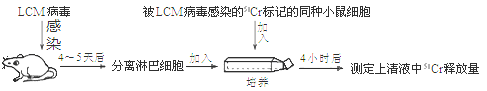 LCM病毒
感染
4～5天后
分离淋巴细胞
加入
被LCM病毒感染的⁵¹Cr标记的同种小鼠细胞
加入
培养
4小时后
测定上清液中⁵¹Cr释放量